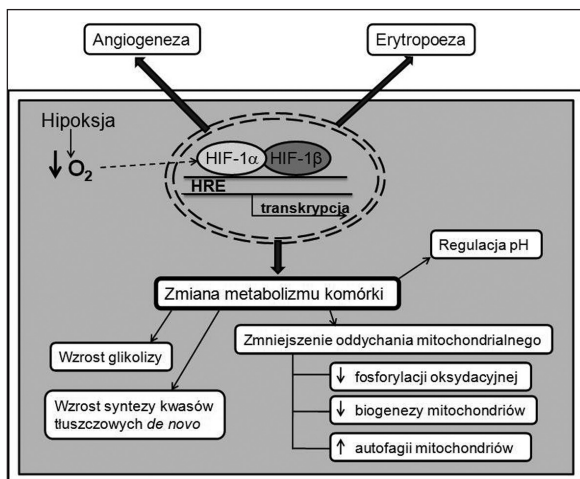 Angiogeneza
Erytropoeza
Hipoksja
O2
HIF-1α
HIF-1β
HRE
transkrypcja
Regulacja pH
Zmiana metabolizmu komórki
Wzrost glikolizy
Zmniejszenie oddychania mitochondrialnego
↓ fosforylacji oksydacyjnej
Wzrost syntezy kwasów
tłuszczowych de novo
↓ biogenezy mitochondriów
↑ autofagii mitochondriów